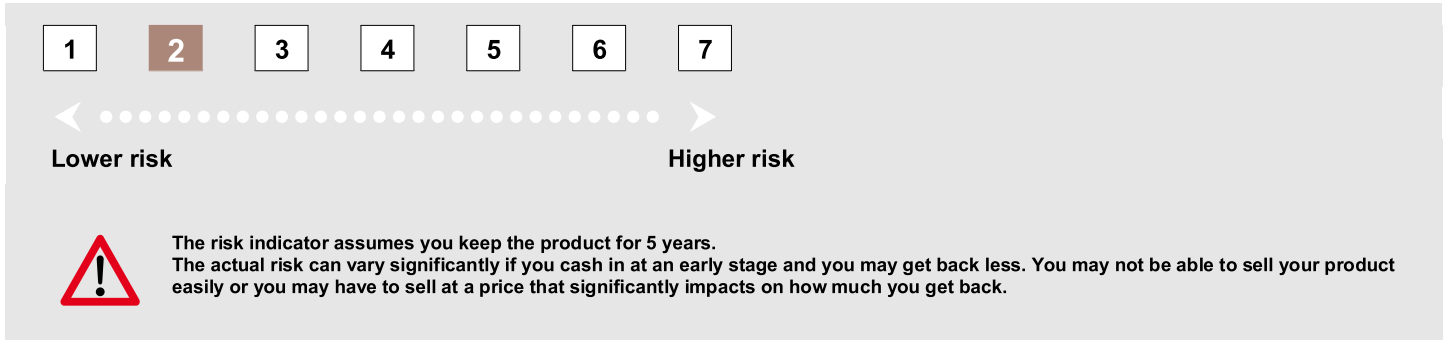 1 2 3 4 5 6 7
Lower risk Higher risk
The risk indicator assumes you keep the product for 5 years.
The actual risk can vary significantly if you cash in at an early stage and you may get back less. You may not be able to sell your product
easily or you may have to sell at a price that significantly impacts on how much you get back.